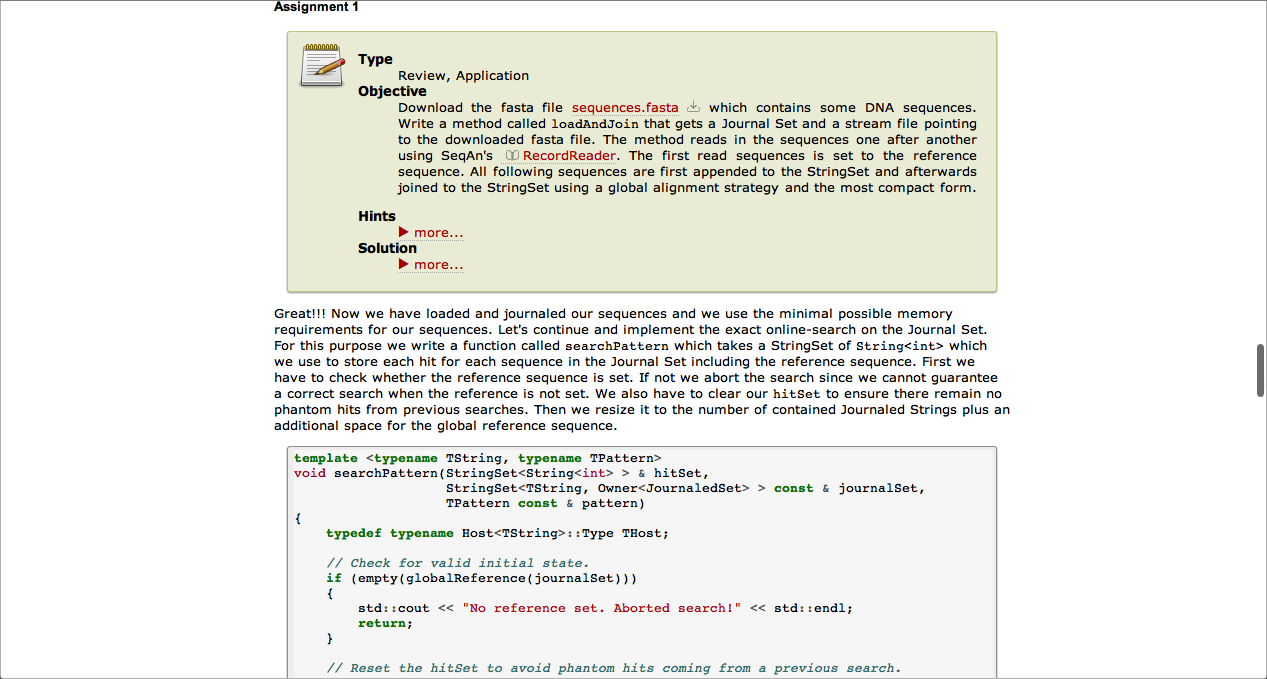 Assignment 1
Type
Review, Application
Objective
Download the fasta file sequences.fasta which contains some DNA sequences.
Write a method called loadAndJoin that gets a Journal Set and a stream file pointing
to the downloaded fasta file. The method reads in the sequences one after another
using SeqAn's RecordReader. The first read sequences is set to the reference
sequence. All following sequences are first appended to the StringSet and afterwards
joined to the StringSet using a global alignment strategy and the most compact form.
Hints
more...
Solution
more...
Great!!! Now we have loaded and journaled our sequences and we use the minimal possible memory
requirements for our sequences. Let's continue and implement the exact online-search on the Journal Set.
For this purpose we write a function called searchPattern which takes a StringSet of String<int> which
we use to store each hit for each sequence in the Journal Set including the reference sequence. First we
have to check whether the reference sequence is set. If not we abort the search since we cannot guarantee
a correct search when the reference is not set. We also have to clear our hitSet to ensure there remain no
phantom hits from previous searches. Then we resize it to the number of contained Journaled Strings plus an
additional space for the global reference sequence.
template <typename TString, typename TPattern>
void searchPattern(StringSet<String<int> > & hitSet,
                   StringSet<TString, Owner<JournaledSet> > const & journalSet,
                   TPattern const & pattern)
{
    typedef typename Host<TString>::Type THost;
    // Check for valid initial state.
    if (empty(globalReference(journalSet)))
    {
        std::cout << "No reference set. Aborted search!" << std::endl;
        return;
    }
    // Reset the hitSet to avoid phantom hits coming from a previous search.